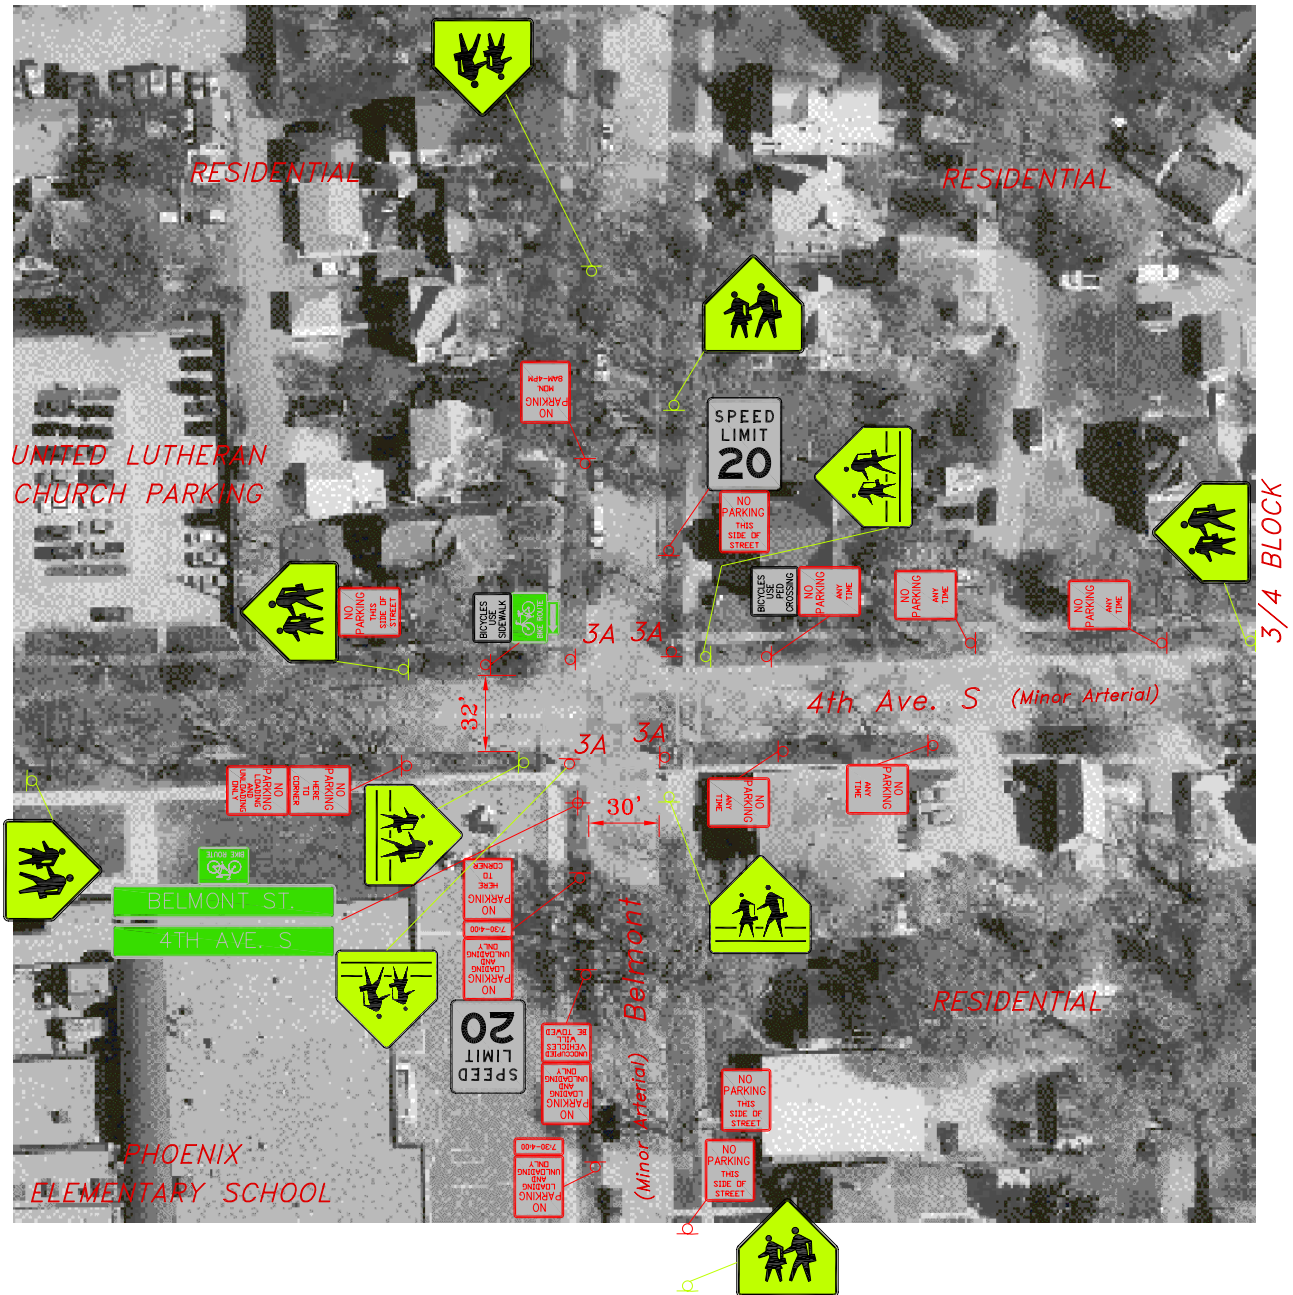 RESIDENTIAL
RESIDENTIAL
NO
PARKING
MON.
8AM-4PM
SPEED
LIMIT
20
NO
PARKING
THIS
SIDE OF
STREET
UNITED LUTHERAN
CHURCH PARKING
3/4 BLOCK
NO
PARKING
THIS
SIDE OF
STREET
BICYCLES
USE
SIDEWALK
BIKE ROUTE
3A
3A
BICYCLES
USE
PED
CROSSING
NO
PARKING
ANY
TIME
NO
PARKING
ANY
TIME
NO
PARKING
ANY
TIME
32'
4th Ave. S (Minor Arterial)
3A
3A
NO
PARKING
LOADING
AND
UNLOADING
ONLY
PARKING
HERE
TO
CORNER
30'
NO
PARKING
ANY
TIME
NO
PARKING
ANY
TIME
BIKE ROUTE
BELMONT ST.
4TH AVE. S
NO
PARKING
HERE
TO
CORNER
7:30-4:00
NO
PARKING
LOADING
AND
UNLOADING
ONLY
SPEED
LIMIT
20
Belmont
(Minor Arterial)
RESIDENTIAL
UNOCCUPIED
VEHICLES
WILL
BE TOWED
NO
PARKING
LOADING
AND
UNLOADING
ONLY
NO
PARKING
THIS
SIDE OF
STREET
7:30-4:00
NO
PARKING
LOADING
AND
UNLOADING
ONLY
NO
PARKING
THIS
SIDE OF
STREET
PHOENIX
ELEMENTARY SCHOOL